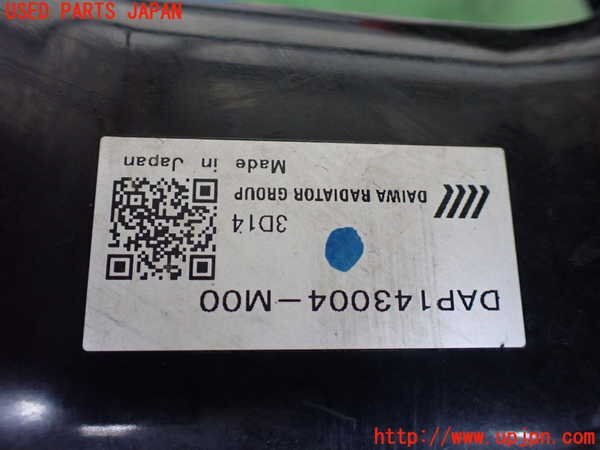 USED PARTS JAPAN
DAP143004-M00
3D14
DAIWA RADIATOR GROUP
Made in Japan
http://www.upjpn.com